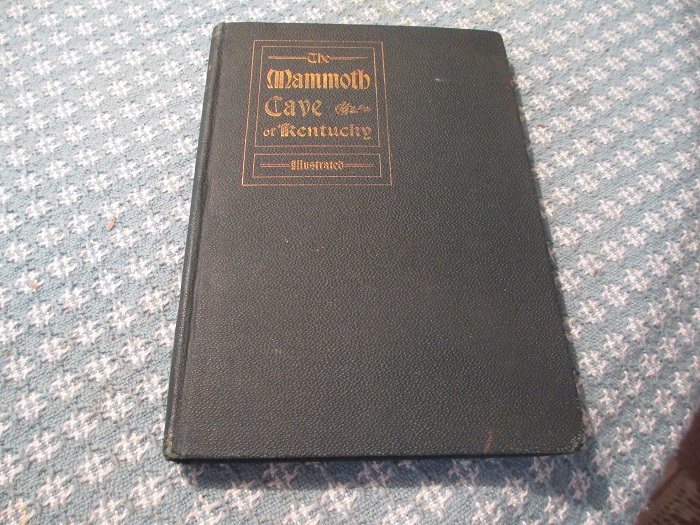 The
Mammoth
Cave
of Kentucky
Illustrated